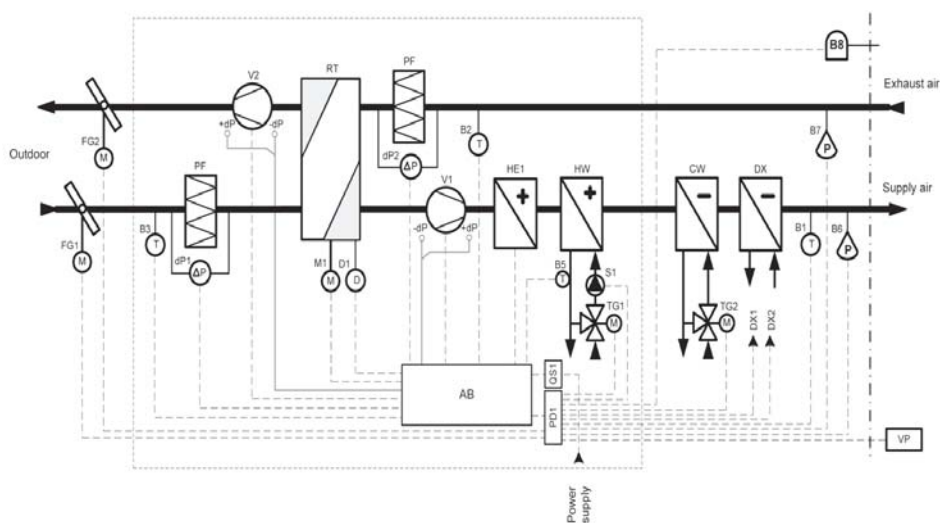 B8
Exhaust air
V2
RT
PF
+dP
-dP
FG2
M
B2
T
B7
P
dP2
ΔP
Outdoor
PF
V1
HE1
HW
CW
DX
Supply air
+
+
−
−
FG1
M
B3
T
dP1
ΔP
-dP
+dP
M1
D1
M
D
B5
T
S1
TG1
M
TG2
M
B1
T
B6
P
DX1
DX2
AB
QS1
PD1
VP
Power
supply